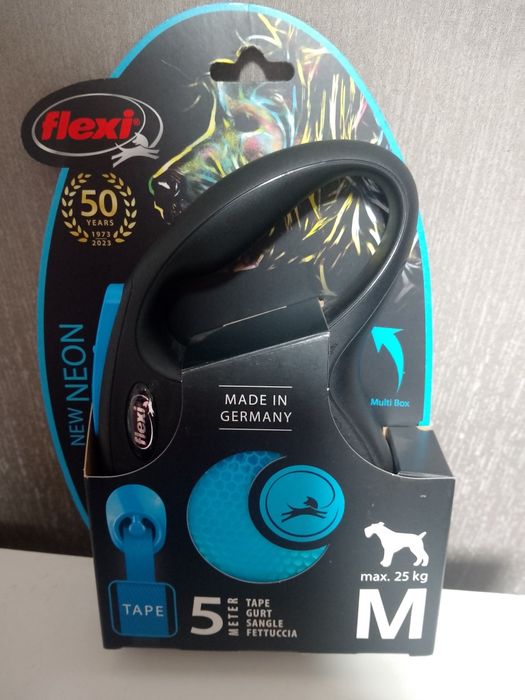 flexi
50
YEARS
1973
2023
NEW NEON
flexi
MADE IN
GERMANY
Multi Box
max. 25 kg
M
TAPE
5
METER
TAPE
GURT
SANGLE
FETTUCCIA